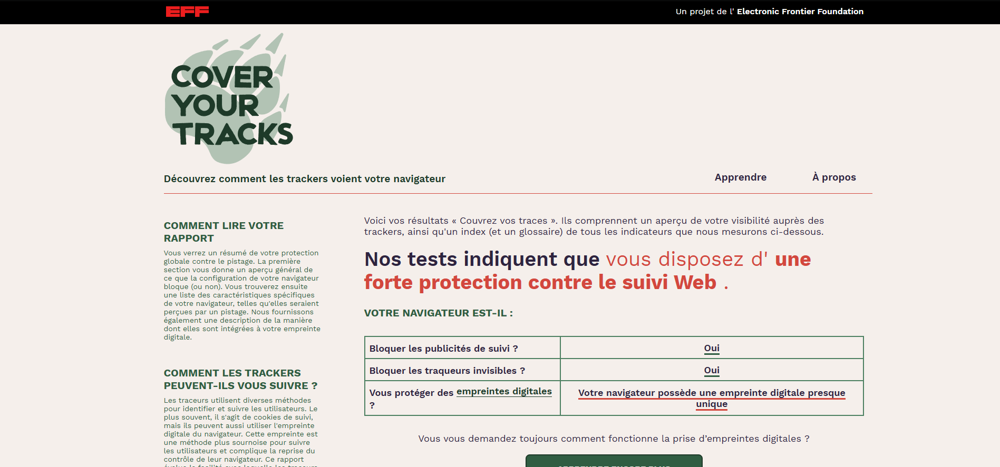 EFF
Un projet de l' Electronic Frontier Foundation
COVER
YOUR
TRACKS
Découvrez comment les trackers voient votre navigateur
Apprendre
À propos
COMMENT LIRE VOTRE
RAPPORT
Vous verrez un résumé de votre protection
globale contre le pistage. La première
section vous donne un aperçu général de
ce que la configuration de votre navigateur
bloque (ou non). Vous trouverez ensuite
une liste des caractéristiques spécifiques
de votre navigateur, telles qu'elles seraient
perçues par un pistage. Nous fournissons
également une description de la manière
dont elles sont intégrées à votre empreinte
digitale.
COMMENT LES TRACKERS
PEUVENT-ILS VOUS SUIVRE ?
Les traceurs utilisent diverses méthodes
pour identifier et suivre les utilisateurs. Le
plus souvent, il s'agit de cookies de suivi,
mais ils peuvent aussi utiliser l'empreinte
digitale du navigateur. Cette empreinte est
une méthode plus sournoise pour suivre
les utilisateurs et complique la reprise du
contrôle de leur navigateur. Ce rapport
Voici vos résultats « Couvrez vos traces ». Ils comprennent un aperçu de votre visibilité auprès des
trackers, ainsi qu'un index (et un glossaire) de tous les indicateurs que nous mesurons ci-dessous.
Nos tests indiquent que vous disposez d' une
forte protection contre le suivi Web .
VOTRE NAVIGATEUR EST-IL :
Bloquer les publicités de suivi ?
Oui
Bloquer les traqueurs invisibles ?
Oui
Vous protéger des empreintes digitales
?
Votre navigateur possède une empreinte digitale presque
unique
Vous vous demandez toujours comment fonctionne la prise d’empreintes digitales ?